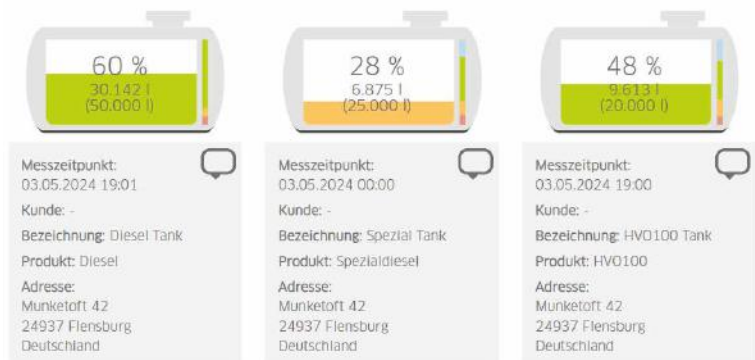 60 %
30.142 l
(50.000 l)
Messzeitpunkt:
03.05.2024 19:01
Kunde: -
Bezeichnung: Diesel Tank
Produkt: Diesel
Adresse:
Munketoft 42
24937 Flensburg
Deutschland
28 %
6.875 l
(25.000 l)
Messzeitpunkt:
03.05.2024 00:00
Kunde: -
Bezeichnung: Spezial Tank
Produkt: Spezialdiesel
Adresse:
Munketoft 42
24937 Flensburg
Deutschland
48 %
9.613 l
(20.000 l)
Messzeitpunkt:
03.05.2024 19:00
Kunde: -
Bezeichnung: HVO100 Tank
Produkt: HVO100
Adresse:
Munketoft 42
24937 Flensburg
Deutschland